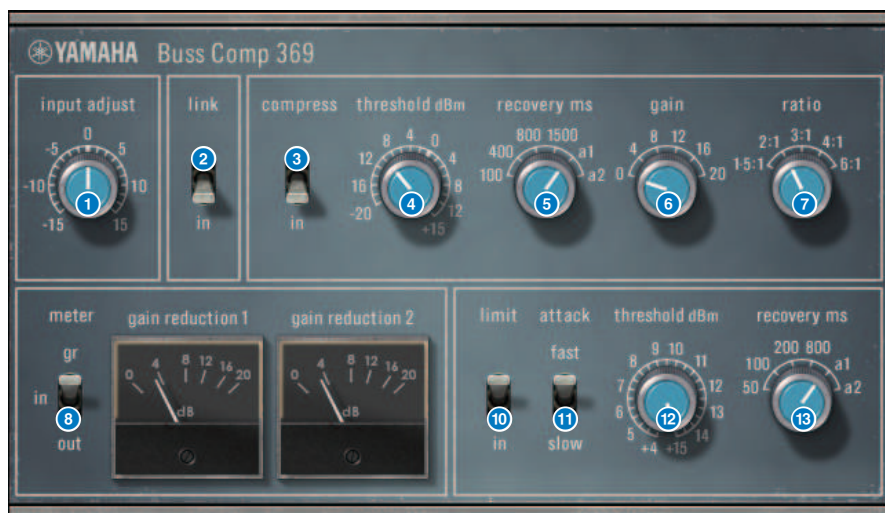 YAMAHA Buss Comp 369
input adjust
-15 -10 -5 0 5 10 15
1
link
2
in
compress
3
in
threshold dBm
-20 16 12 8 4 0 4 8 12 +15
4
recovery ms
100 400 800 1500 a1 a2
5
gain
0 4 8 12 16 20
6
ratio
1·5:1 2:1 3:1 4:1 6:1
7
meter
gr
in
8
out
gain reduction 1
0 4 8 12 16 20
dB
gain reduction 2
0 4 8 12 16 20
dB
limit
10
in
attack
fast
11
slow
threshold dBm
+4 5 6 7 8 9 10 11 12 13 14 +15
12
recovery ms
50 100 200 800 a1 a2
13